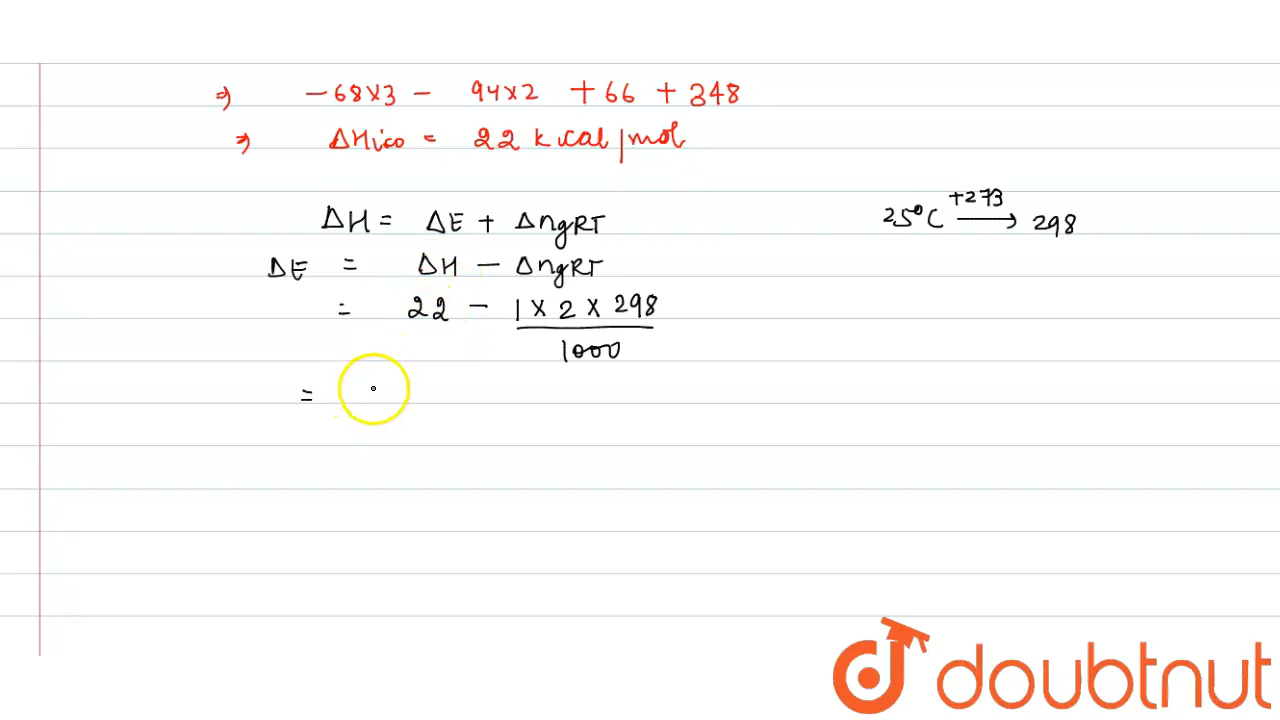 ⇒ -68×3 - 94×2 +66 + 348
⇒ ΔHiso = 22 kcal/mol
ΔH = ΔE + ΔngRT
25°C +273 → 298
ΔE = ΔH - ΔngRT
= 22 - 1×2×298
1000
=
doubtnut